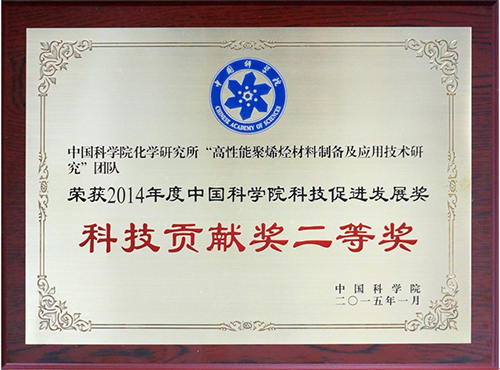 中国科学院
CHINESE ACADEMY OF SCIENCES
中国科学院化学研究所“高性能聚烯烃材料制备及应用技术研
究”团队
荣获2014年度中国科学院科技促进发展奖
科技贡献奖二等奖
中国科学院
二〇一五年一月